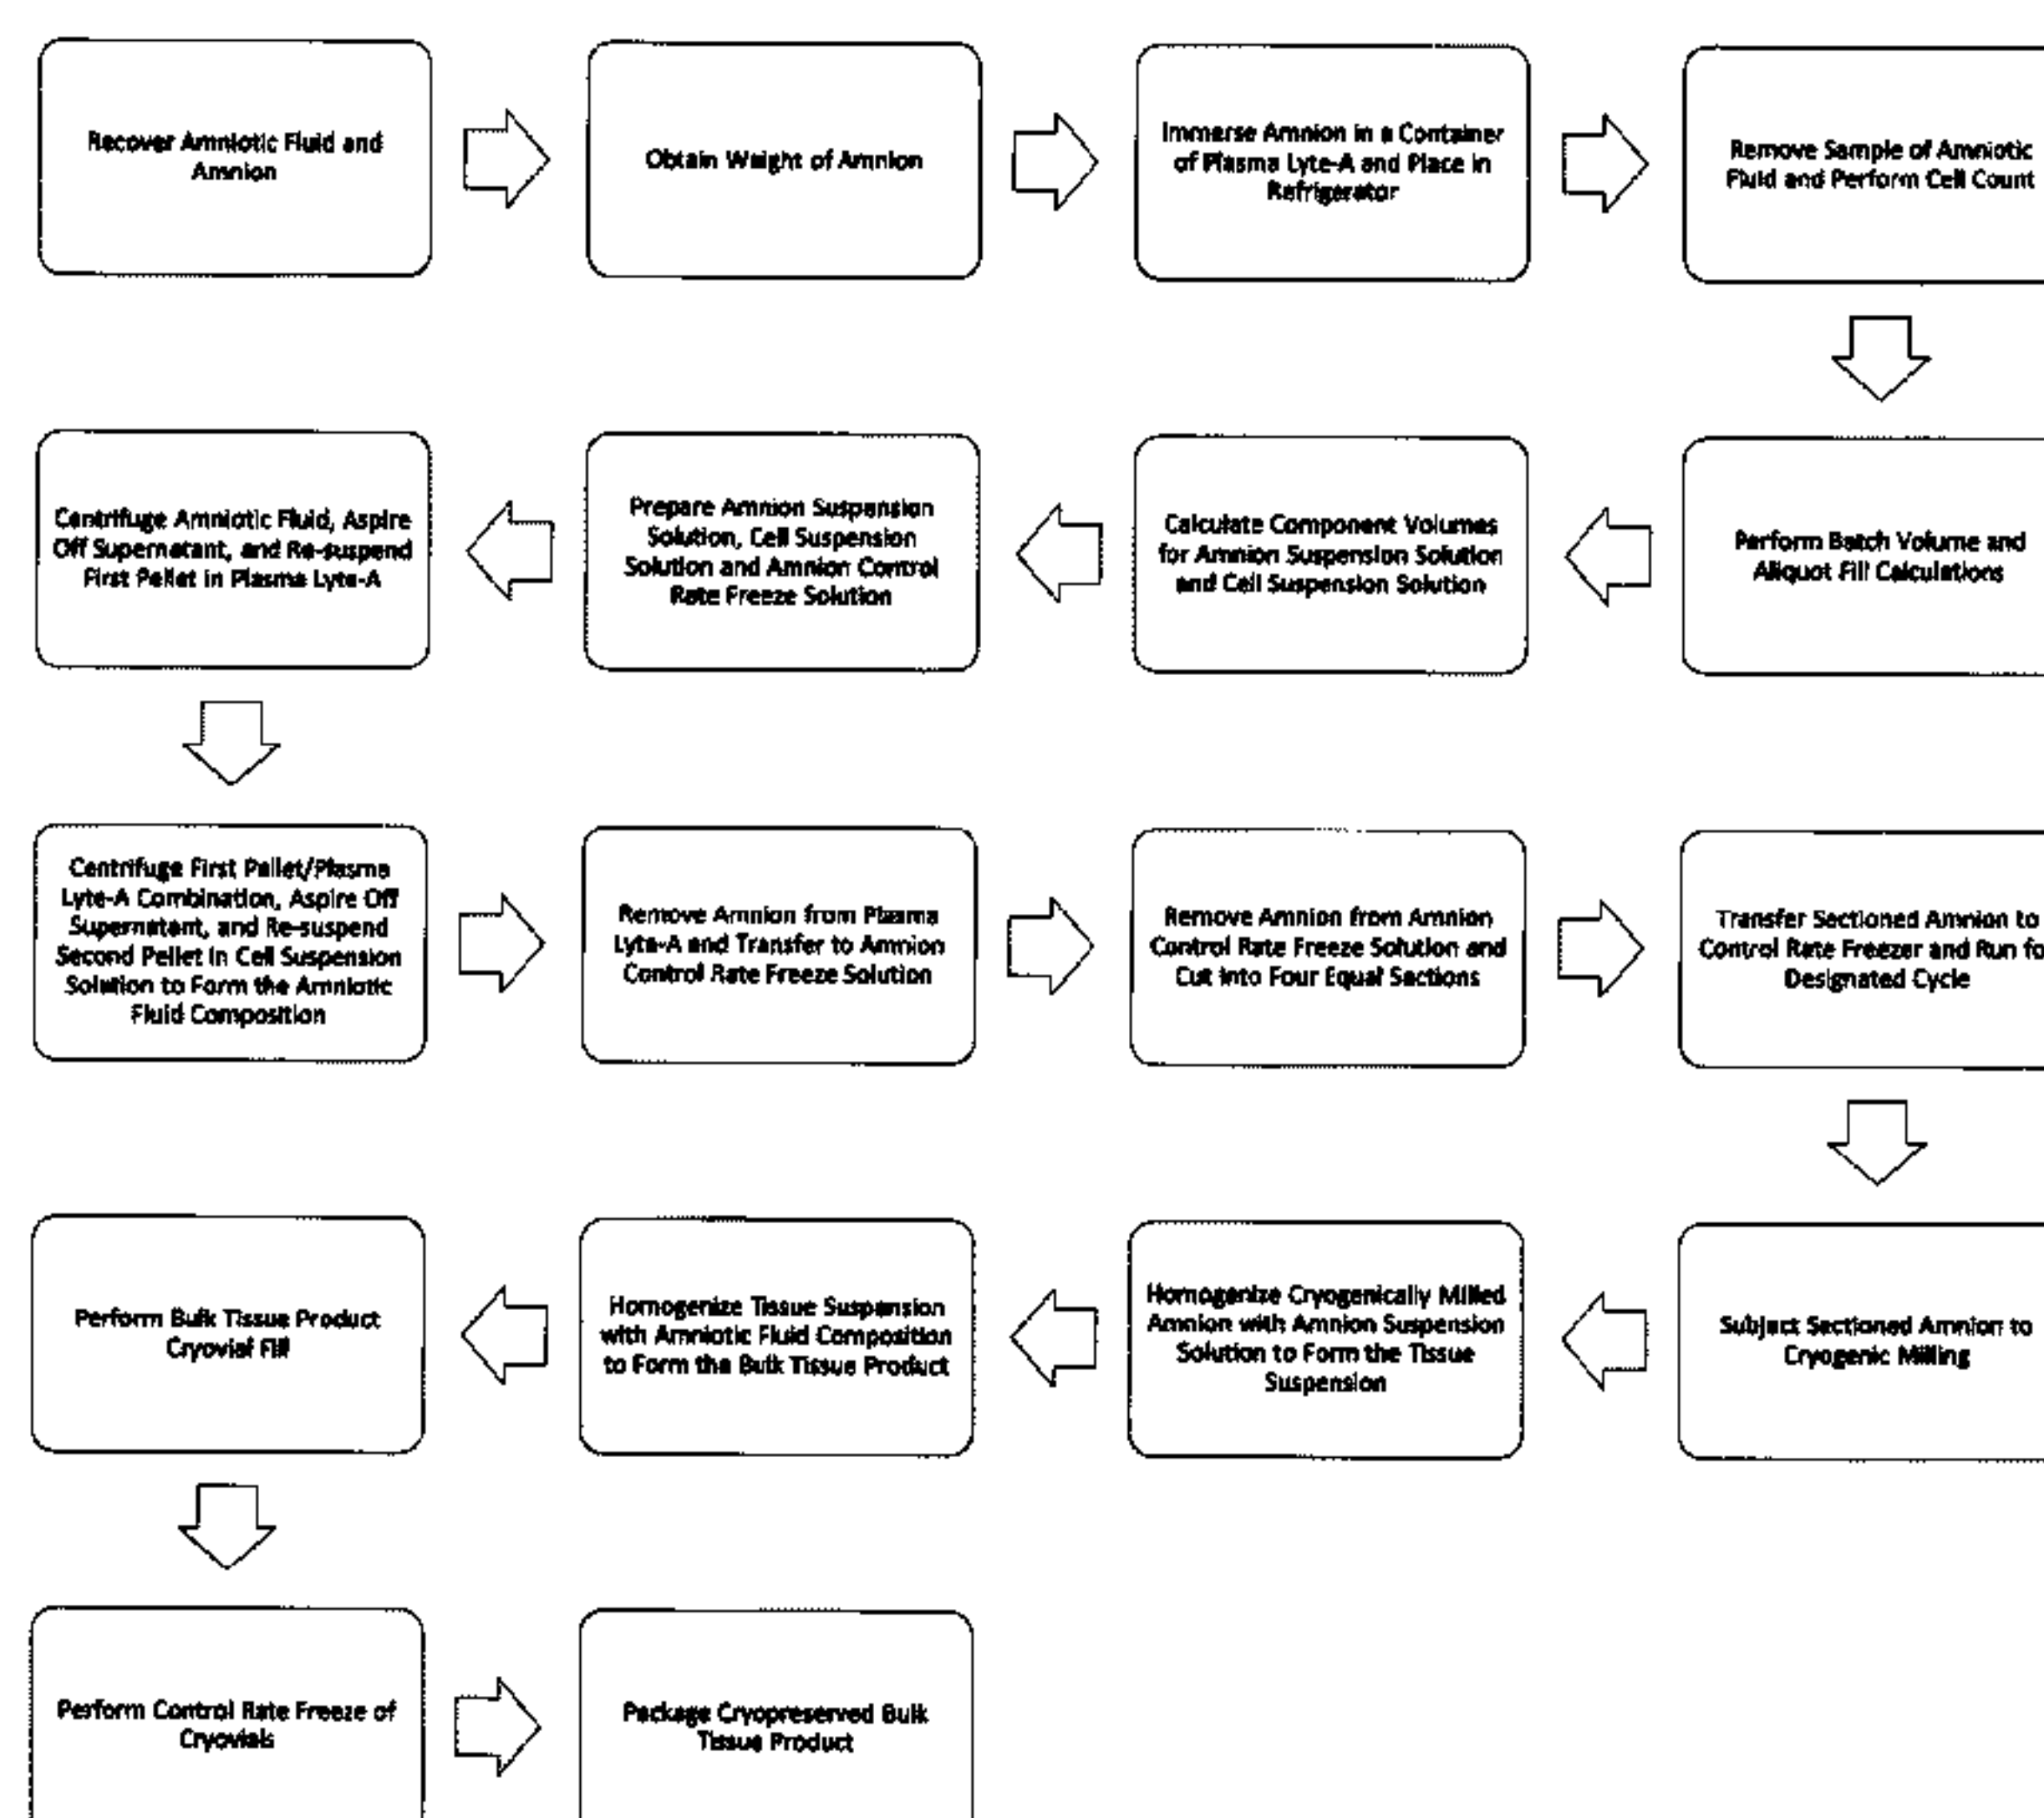 Recover Amniotic Fluid and
Amnion
Obtain Weight of Amnion
Immerse Amnion in a Container
of Plasma Lyte-A and Place in
Refrigerator
Remove Sample of Amniotic
Fluid and Perform Cell Count
Perform Batch Volume and
Aliquot Fill Calculations
Calculate Component Volumes
for Amnion Suspension Solution
and Cell Suspension Solution
Prepare Amnion Suspension
Solution, Cell Suspension
Solution and Amnion Control
Rate Freeze Solution
Centrifuge Amniotic Fluid, Aspire
Off Supernatant, and Re-suspend
First Pellet in Plasma Lyte-A
Centrifuge First Pellet/Plasma
Lyte-A Combination, Aspire Off
Supernatant, and Re-suspend
Second Pellet in Cell Suspension
Solution to Form the Amniotic
Fluid Composition
Remove Amnion from Plasma
Lyte-A and Transfer to Amnion
Control Rate Freeze Solution
Remove Amnion from Amnion
Control Rate Freeze Solution and
Cut into Four Equal Sections
Transfer Sectioned Amnion to
Control Rate Freezer and Run fo
Designated Cycle
Subject Sectioned Amnion to
Cryogenic Milling
Homogenize Cryogenically Milled
Amnion with Amnion Suspension
Solution to Form the Tissue
Suspension
Homogenize Tissue Suspension
with Amniotic Fluid Composition
to Form the Bulk Tissue Product
Perform Bulk Tissue Product
Cryovial Fill
Perform Control Rate Freeze of
Cryovials
Package Cryopreserved Bulk
Tissue Product